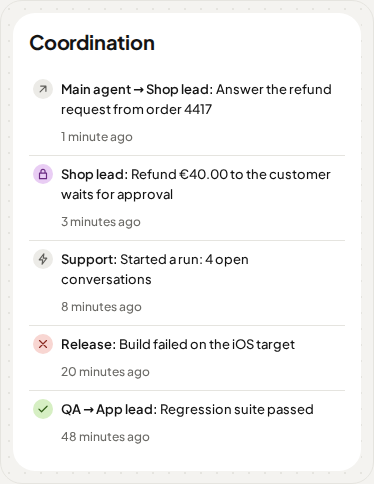 Coordination
Main agent → Shop lead: Answer the refund
request from order 4417
1 minute ago
Shop lead: Refund €40.00 to the customer
waits for approval
3 minutes ago
Support: Started a run: 4 open
conversations
8 minutes ago
Release: Build failed on the iOS target
20 minutes ago
QA → App lead: Regression suite passed
48 minutes ago